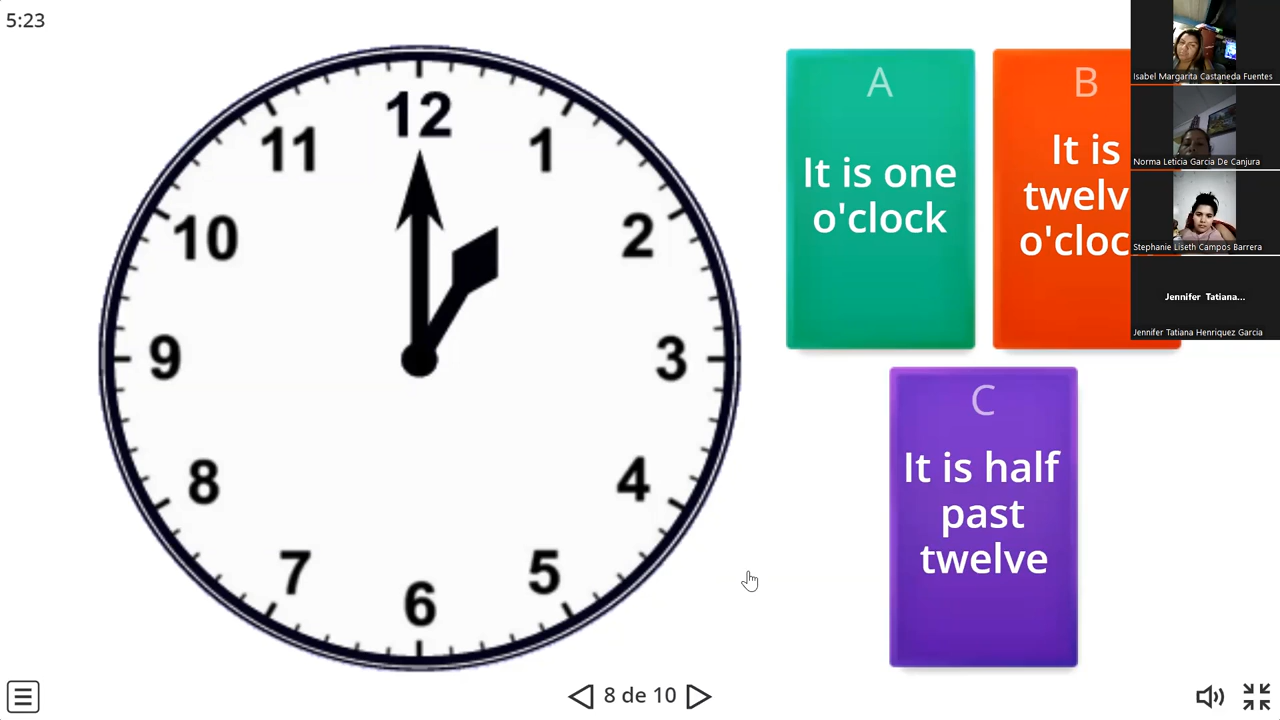 5:23
12
11
1
10
2
9
3
8
4
7
5
6
A
It is one
o'clock
B
It is
twelv
o'cloc
C
It is half
past
twelve
Isabel Margarita Castaneda Fuentes
Norma Leticia Garcia De Canjura
Stephanie Liseth Campos Barrera
Jennifer Tatiana...
Jennifer Tatiana Henriquez Garcia
8 de 10